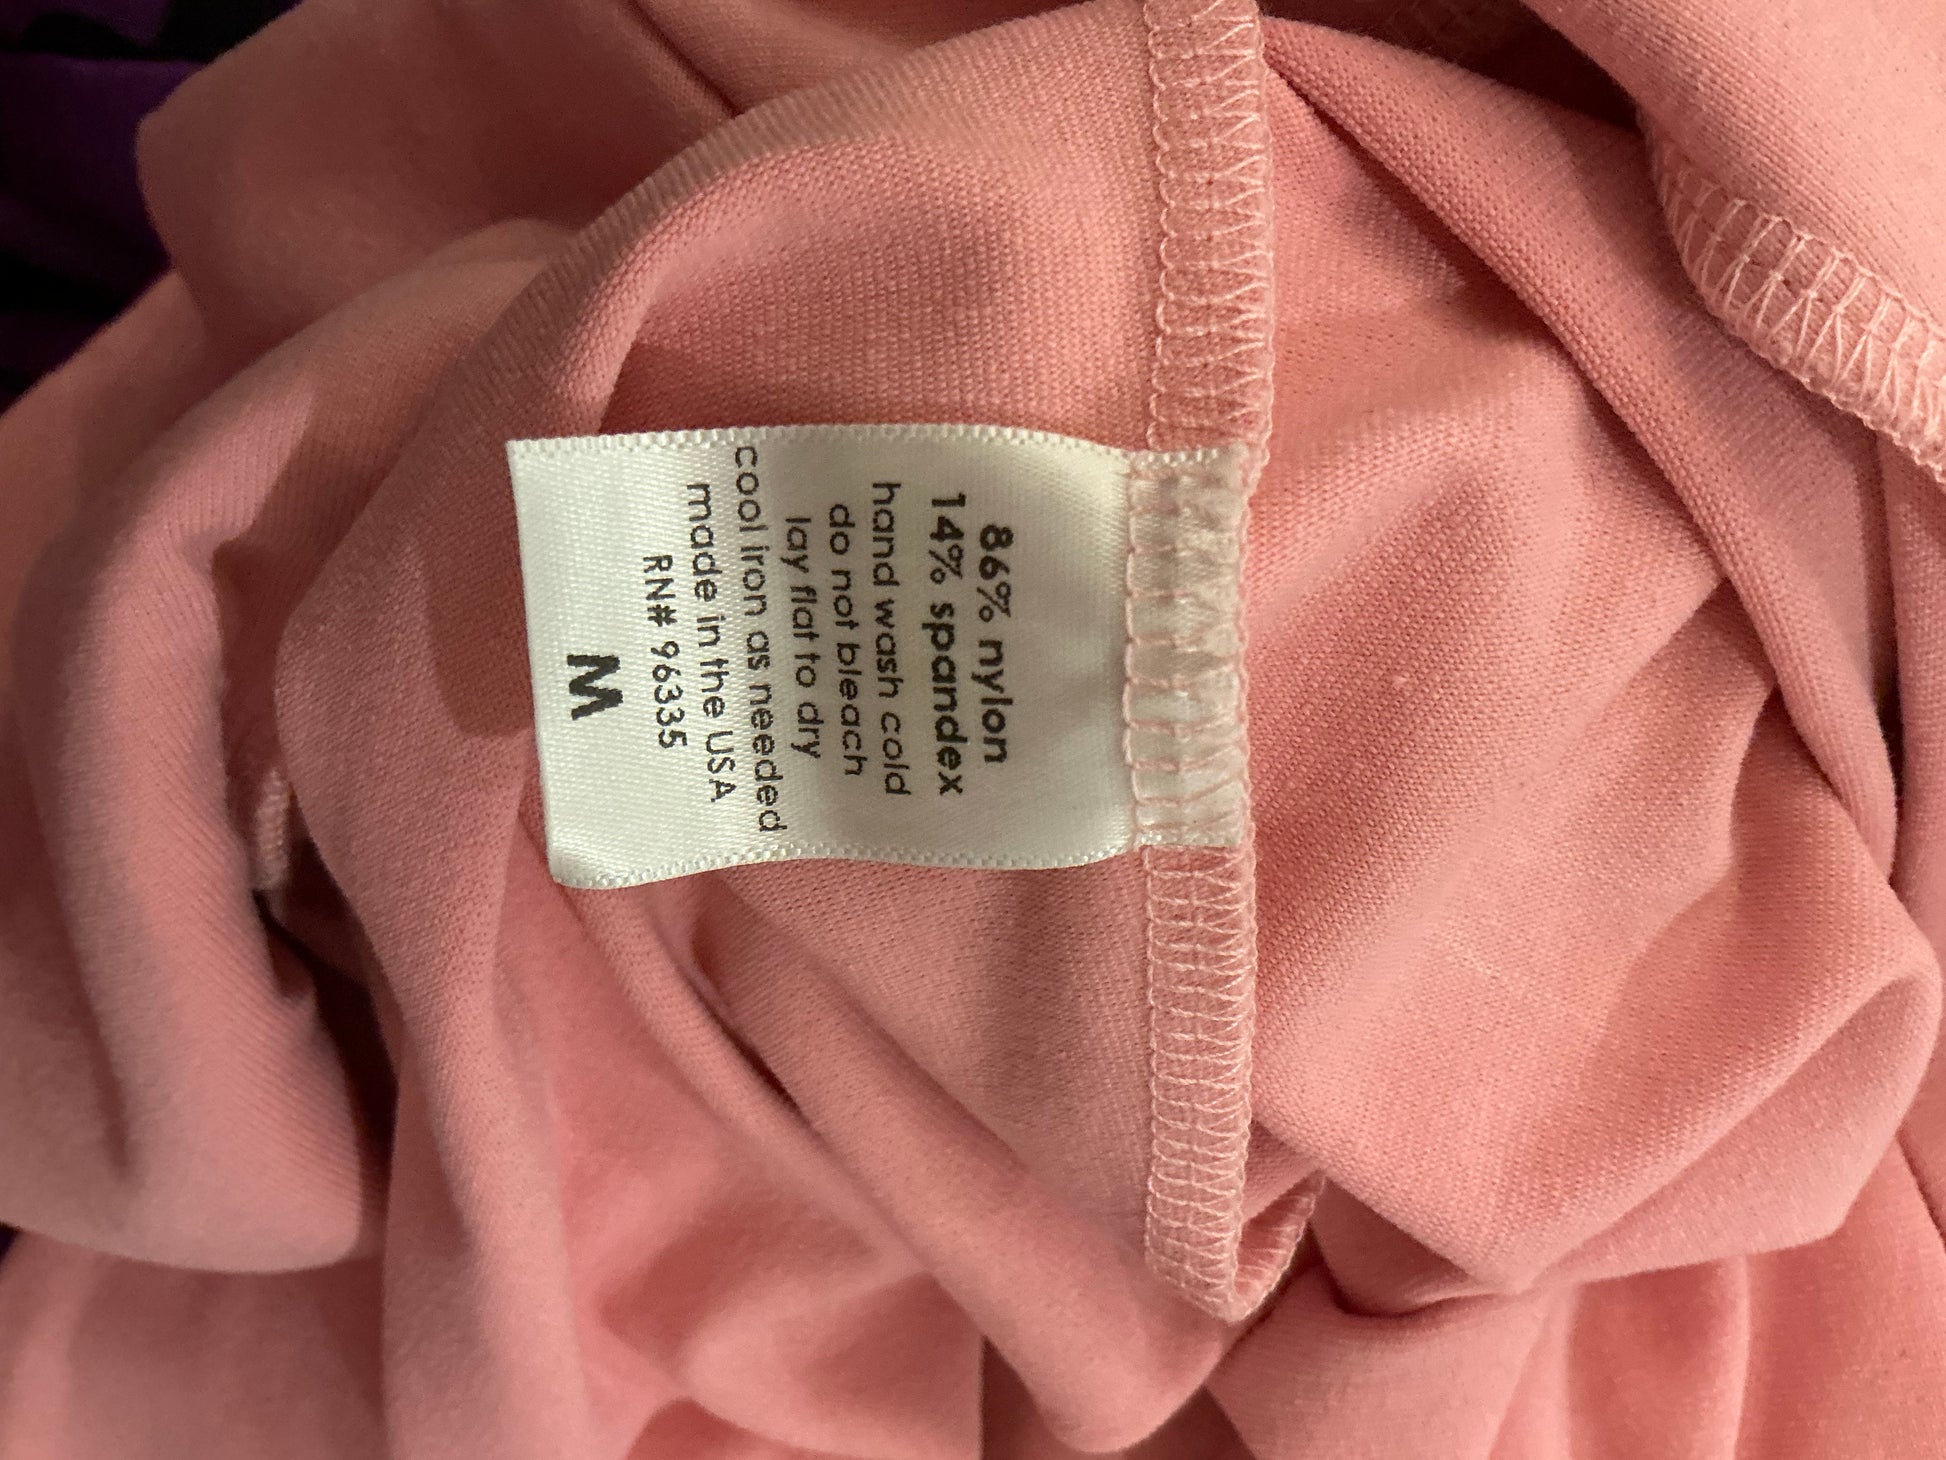 86% nylon
14% spandex
hand wash cold
do not bleach
lay flat to dry
cool iron as needed
made in the USA
RN# 96335
M